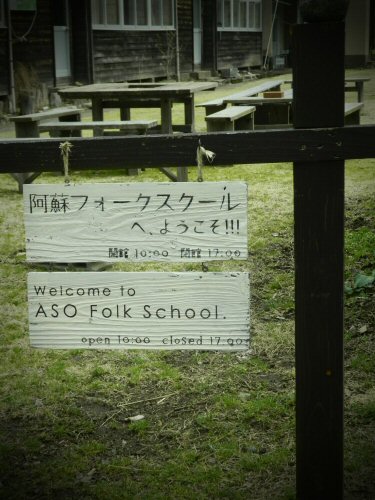 阿蘇フォークスクール
へ、ようこそ!!!
開館 10:00 閉館 17:00
Welcome to
ASO Folk School.
open 10:00 closed 17:00